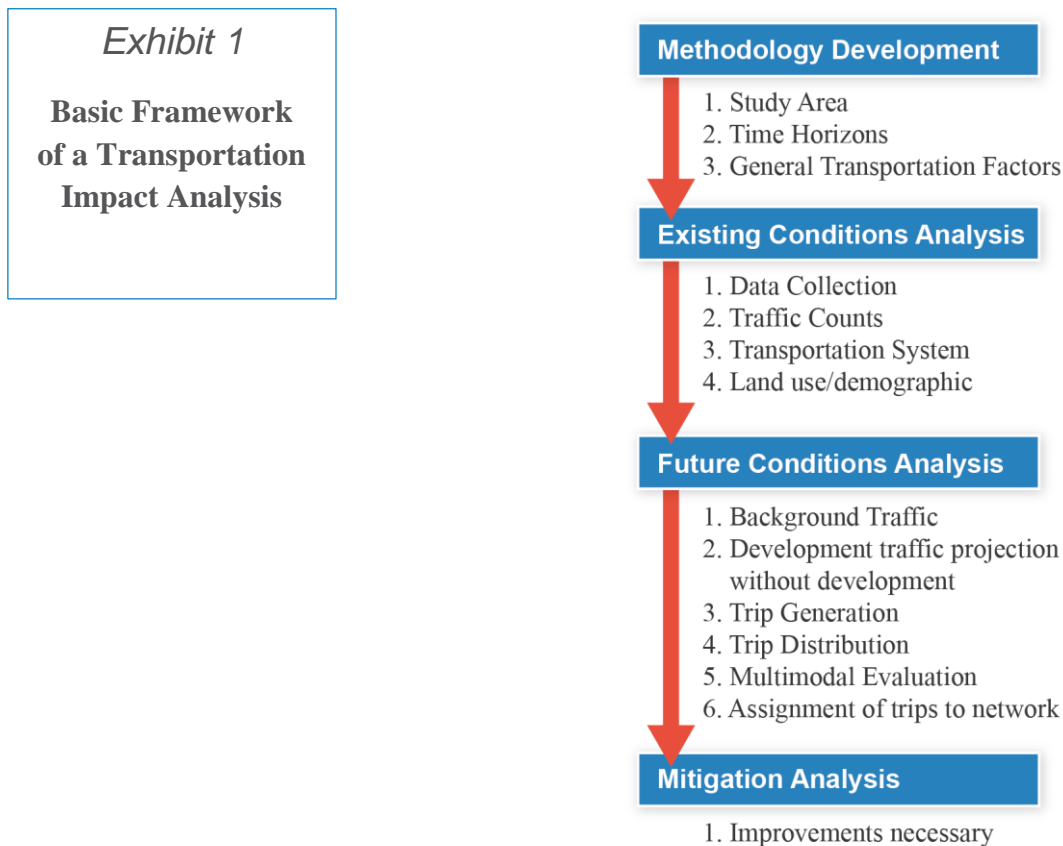 Exhibit 1
Basic Framework
of a Transportation
Impact Analysis
Methodology Development
1. Study Area
2. Time Horizons
3. General Transportation Factors
Existing Conditions Analysis
1. Data Collection
2. Traffic Counts
3. Transportation System
4. Land use/demographic
Future Conditions Analysis
1. Background Traffic
2. Development traffic projection
without development
3. Trip Generation
4. Trip Distribution
5. Multimodal Evaluation
6. Assignment of trips to network
Mitigation Analysis
1. Improvements necessary